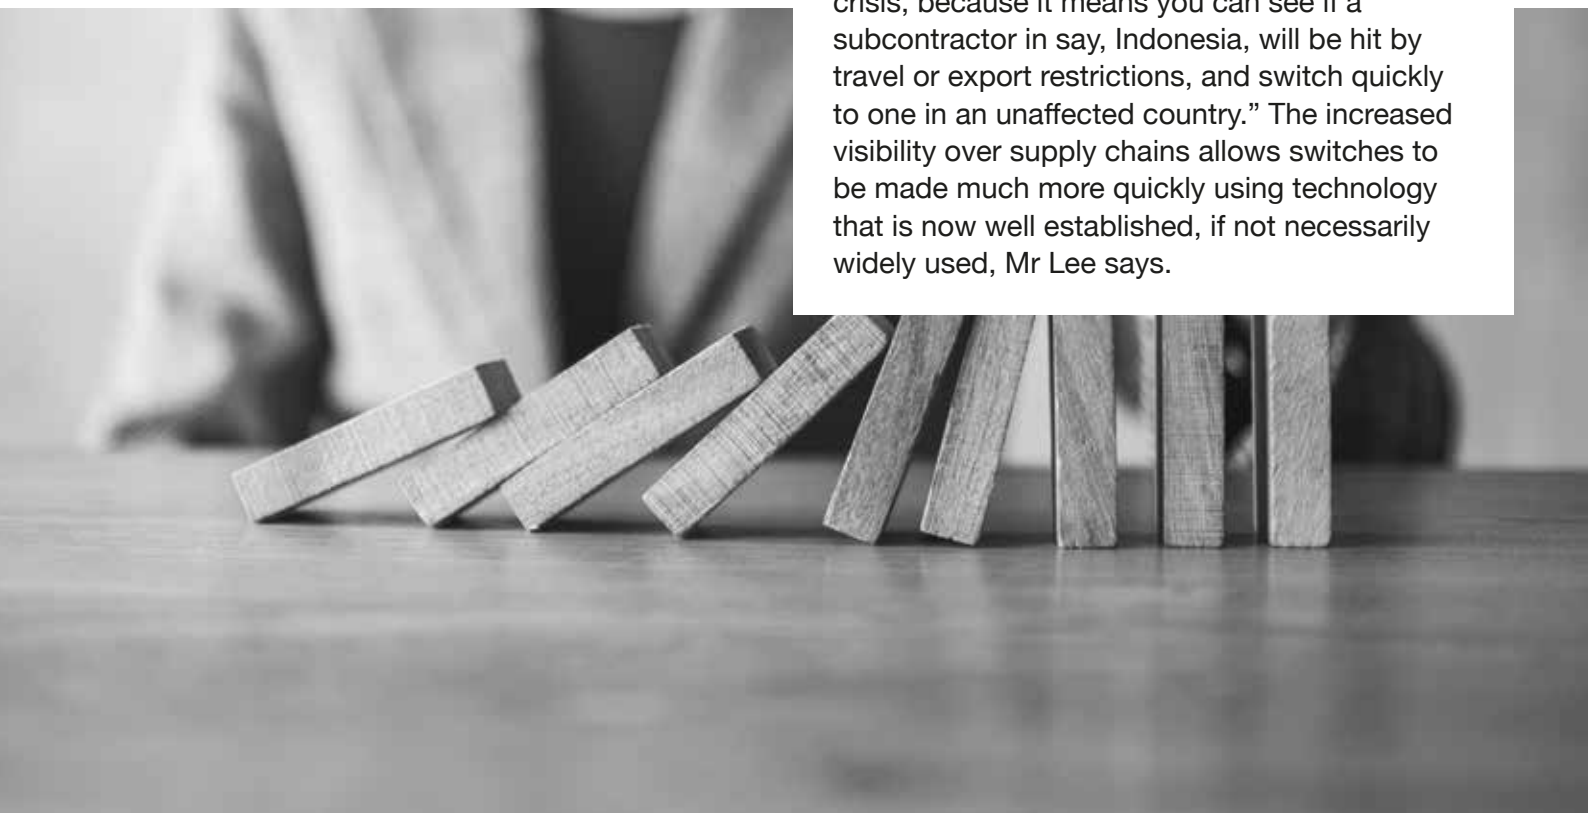 crisis, because it means you can see if a
subcontractor in say, Indonesia, will be hit by
travel or export restrictions, and switch quickly
to one in an unaffected country.” The increased
visibility over supply chains allows switches to
be made much more quickly using technology
that is now well established, if not necessarily
widely used, Mr Lee says.